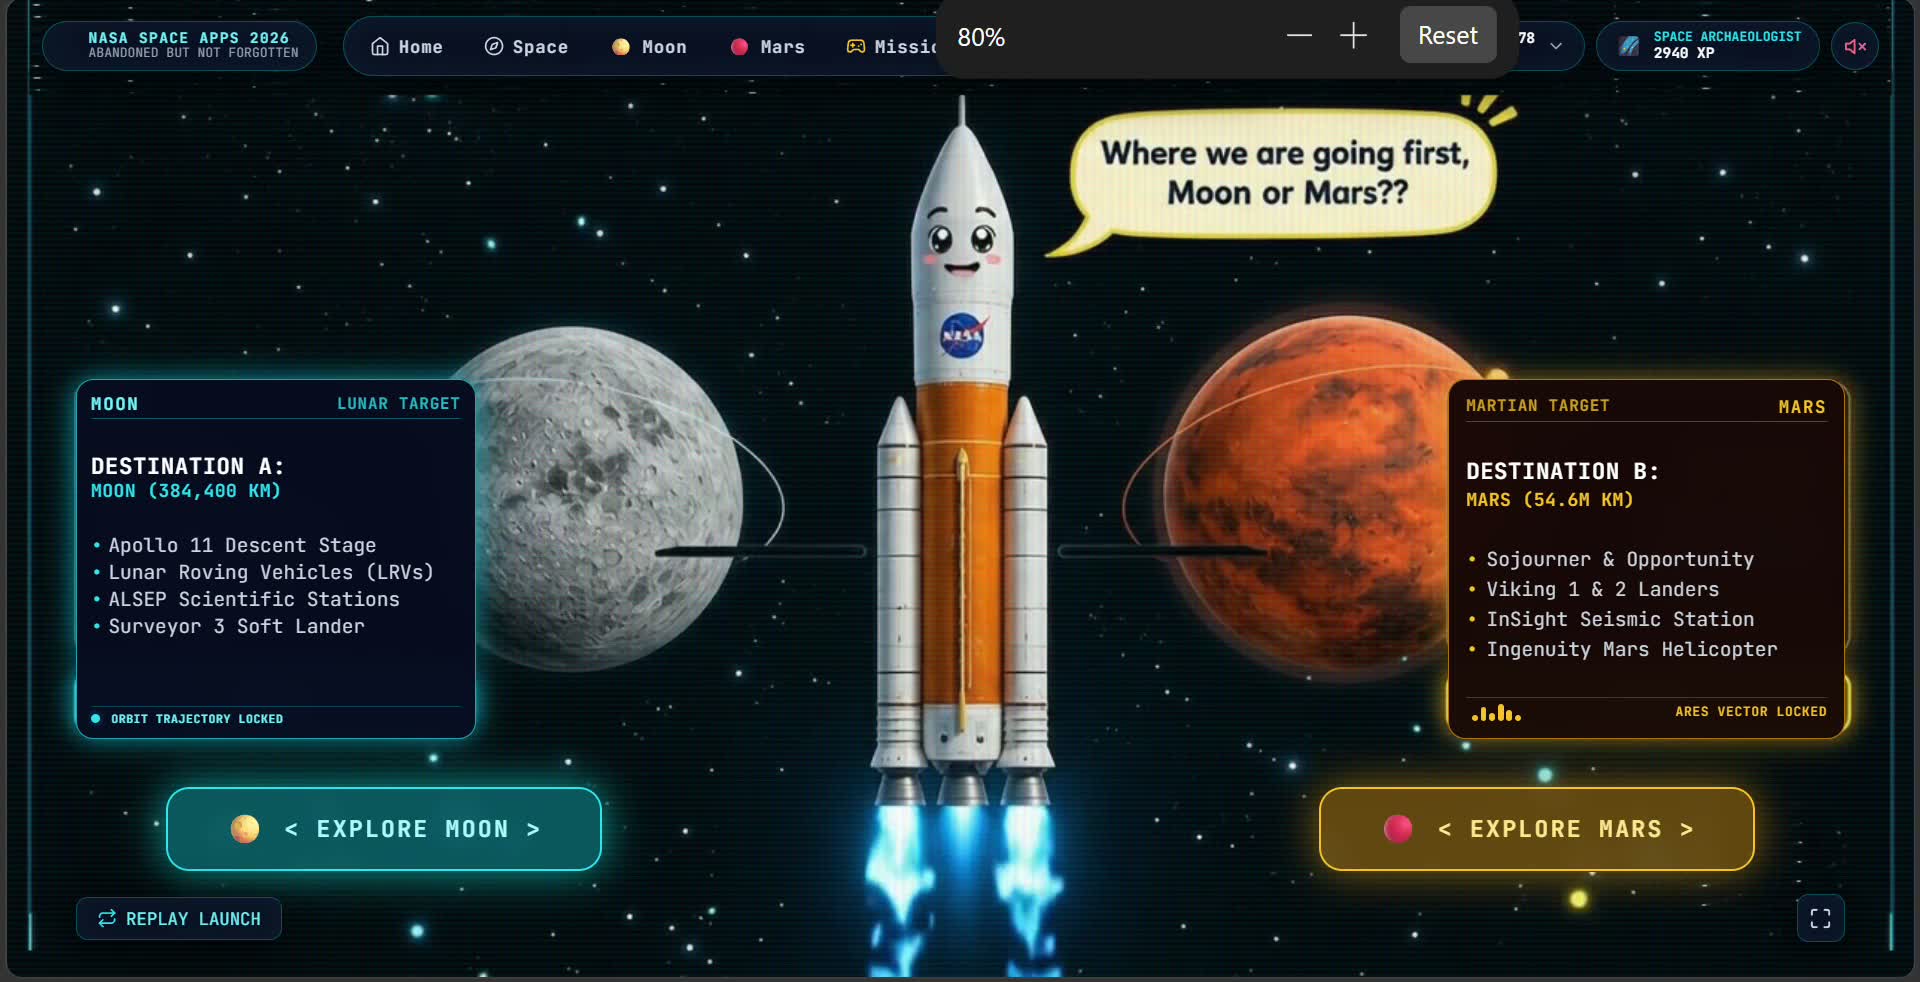 NASA SPACE APPS 2026
ABANDONED BUT NOT FORGOTTEN
Home
Space
Moon
Mars
80%
Reset
78
SPACE ARCHAEOLOGIST
2940 XP
Where we are going first,
Moon or Mars??
NASA
MOON
LUNAR TARGET
DESTINATION A:
MOON (384,400 KM)
• Apollo 11 Descent Stage
• Lunar Roving Vehicles (LRVs)
• ALSEP Scientific Stations
• Surveyor 3 Soft Lander
ORBIT TRAJECTORY LOCKED
MARTIAN TARGET
MARS
DESTINATION B:
MARS (54.6M KM)
• Sojourner & Opportunity
• Viking 1 & 2 Landers
• InSight Seismic Station
• Ingenuity Mars Helicopter
ARES VECTOR LOCKED
< EXPLORE MOON >
< EXPLORE MARS >
REPLAY LAUNCH